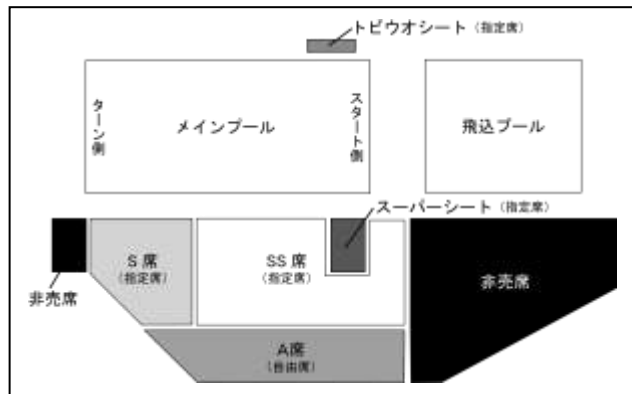 トビウオシート（指定席）
ターン側
メインプール
スタート側
飛込プール
スーパーシート（指定席）
S席
（指定席）
SS席
（指定席）
非売席
非売席
A席
（自由席）